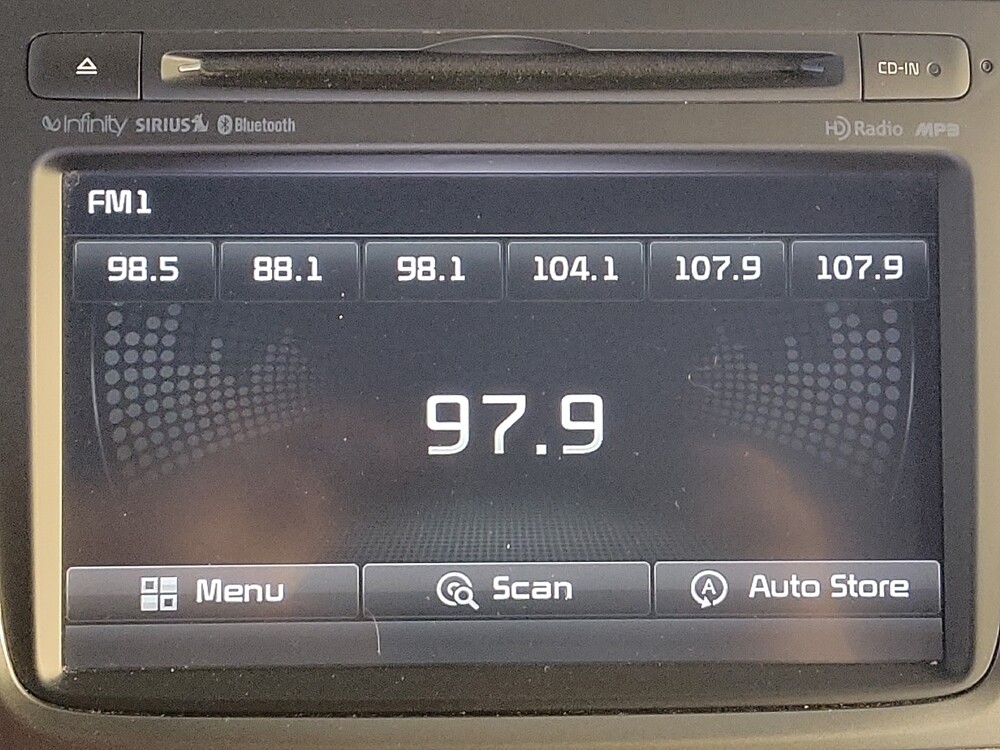 CD-IN
Infinity SIRIUS Bluetooth HD Radio MP3
FM1
98.5 88.1 98.1 104.1 107.9 107.9
97.9
Menu Scan A Auto Store